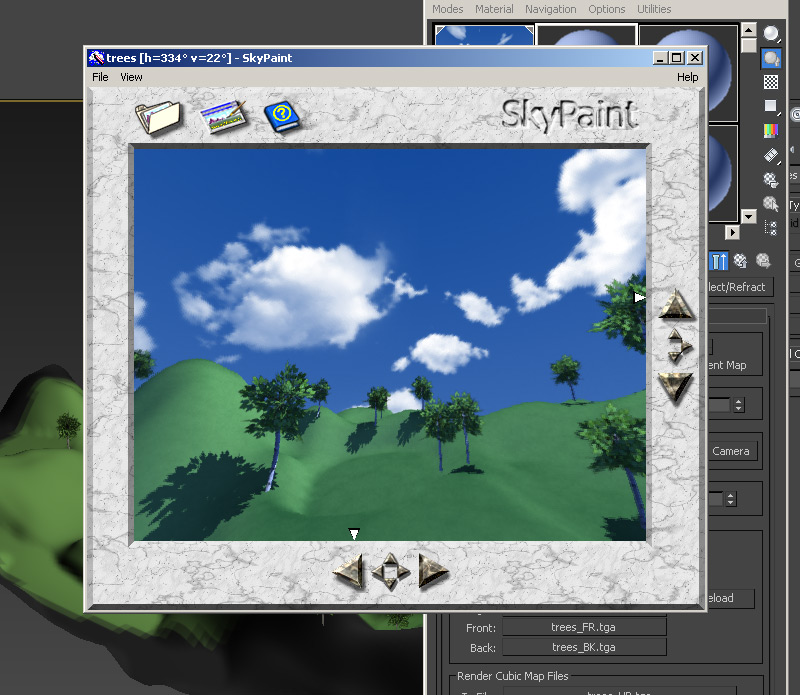 Modes Material Navigation Options Utilities
trees [h=334° v=22°] - SkyPaint
File View Help
SkyPaint
lect/Refract
ent Map
Camera
eload
Front: trees_FR.tga
Back: trees_BK.tga
Render Cubic Map Files